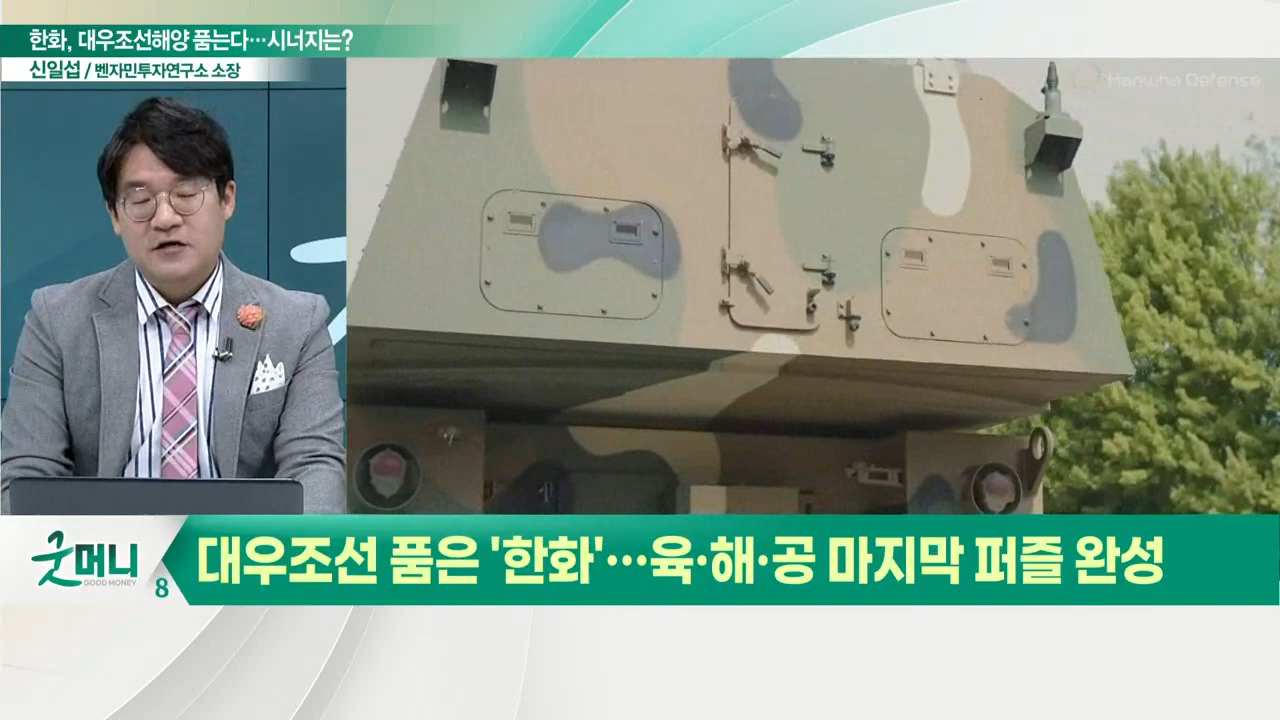 한화, 대우조선해양 품는다…시너지는?
신일섭 / 벤자민투자연구소 소장
Hanwha Defense
굿머니
GOOD MONEY
8
대우조선 품은 '한화'…육·해·공 마지막 퍼즐 완성